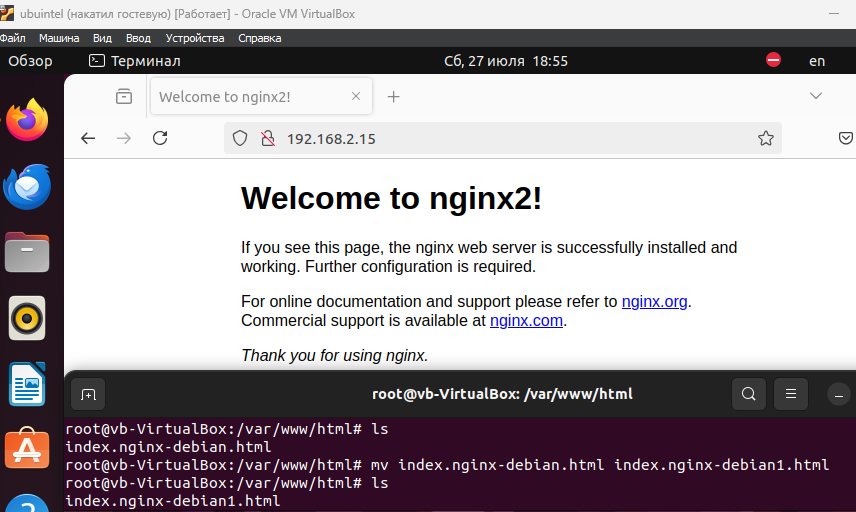 ubuintel (накатил гостевую) [Работает] - Oracle VM VirtualBox
Файл Машина Вид Ввод Устройства Справка
Обзор Терминал Сб, 27 июля 18:55 en
Welcome to nginx2!
192.168.2.15
Welcome to nginx2!
If you see this page, the nginx web server is successfully installed and
working. Further configuration is required.
For online documentation and support please refer to nginx.org.
Commercial support is available at nginx.com.
Thank you for using nginx.
root@vb-VirtualBox: /var/www/html
root@vb-VirtualBox:/var/www/html# ls
index.nginx-debian.html
root@vb-VirtualBox:/var/www/html# mv index.nginx-debian.html index.nginx-debian1.html
root@vb-VirtualBox:/var/www/html# ls
index.nginx-debian1.html